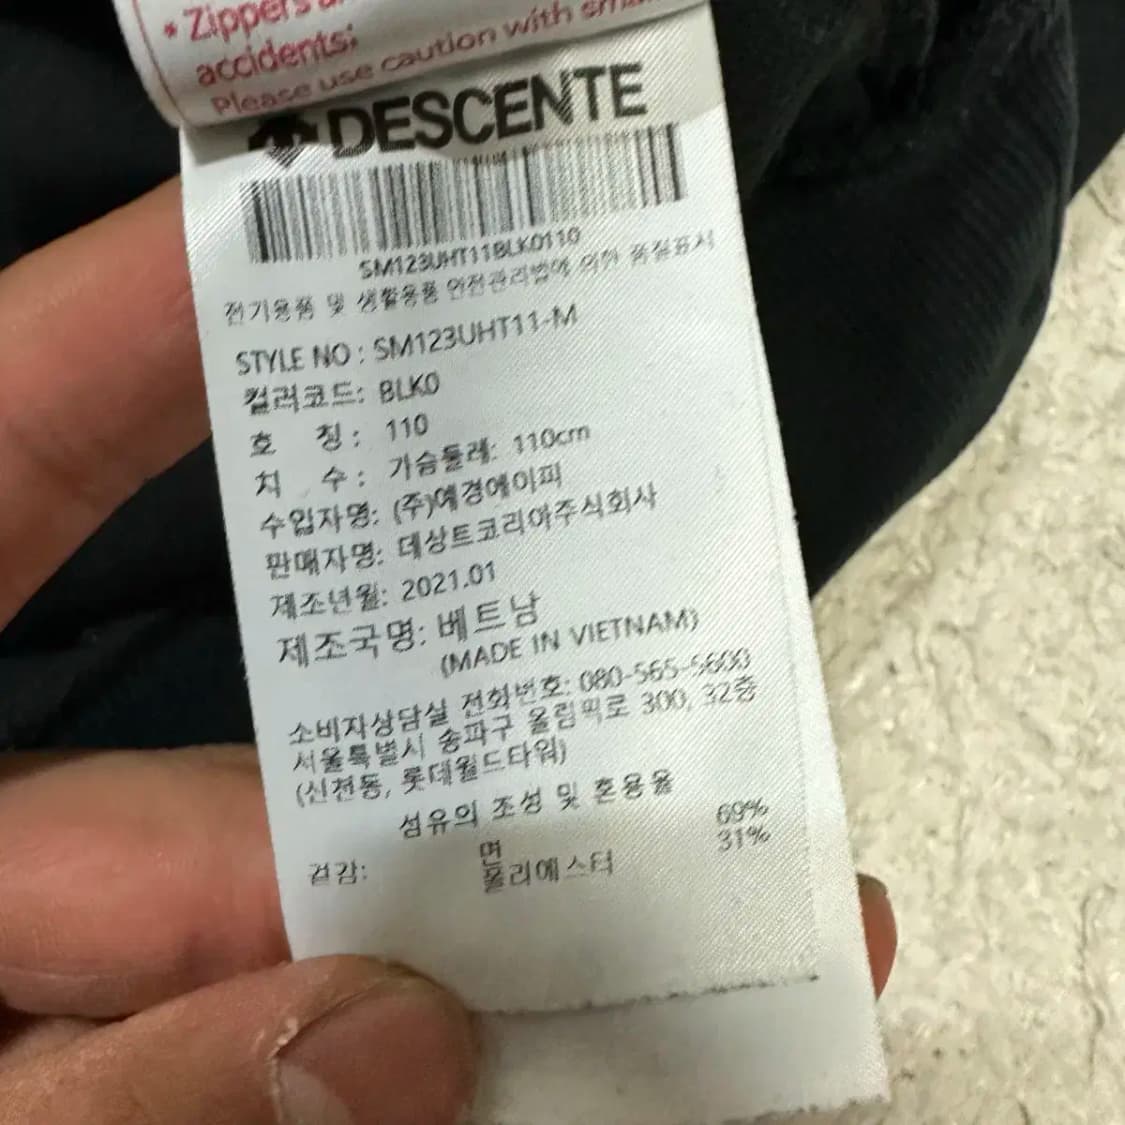 * Zippers
accidents;
Please use caution with
DESCENTE
SM123UHT11BLK0110
전기용품 및 생활용품 안전관리법에 의한 품질표시
STYLE NO : SM123UHT11-M
컬러코드: BLK0
호 칭 : 110
치 수 : 가슴둘레: 110cm
수입자명: (주)예경에이피
판매자명: 데상트코리아주식회사
제조년월: 2021.01
제조국명: 베트남
(MADE IN VIETNAM)
소비자상담실 전화번호: 080-565-5600
서울특별시 송파구 올림픽로 300, 32층
(신천동, 롯데월드타워)
섬유의 조성 및 혼용율
겉감: 면 69%
폴리에스터 31%